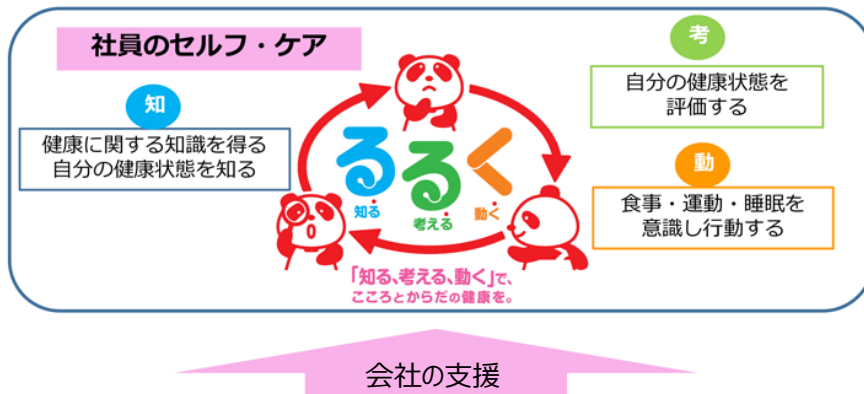 社員のセルフ・ケア
知
健康に関する知識を得る
自分の健康状態を知る
考
自分の健康状態を
評価する
動
食事・運動・睡眠を
意識し行動する
るるく
知る
考える
動く
「知る、考える、動く」で、
こころとからだの健康を。
会社の支援